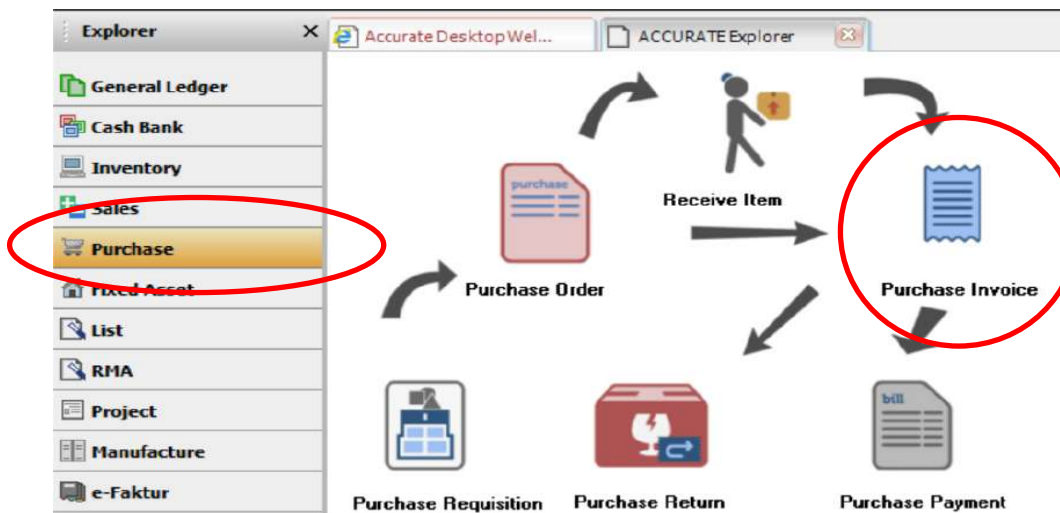 Explorer
Accurate Desktop Wel...
ACCURATE Explorer
General Ledger
Cash Bank
Inventory
Sales
Purchase
Fixed Asset
List
RMA
Project
Manufacture
e-Faktur
purchase
Receive Item
Purchase Order
Purchase Invoice
bill
Purchase Requisition
Purchase Return
Purchase Payment